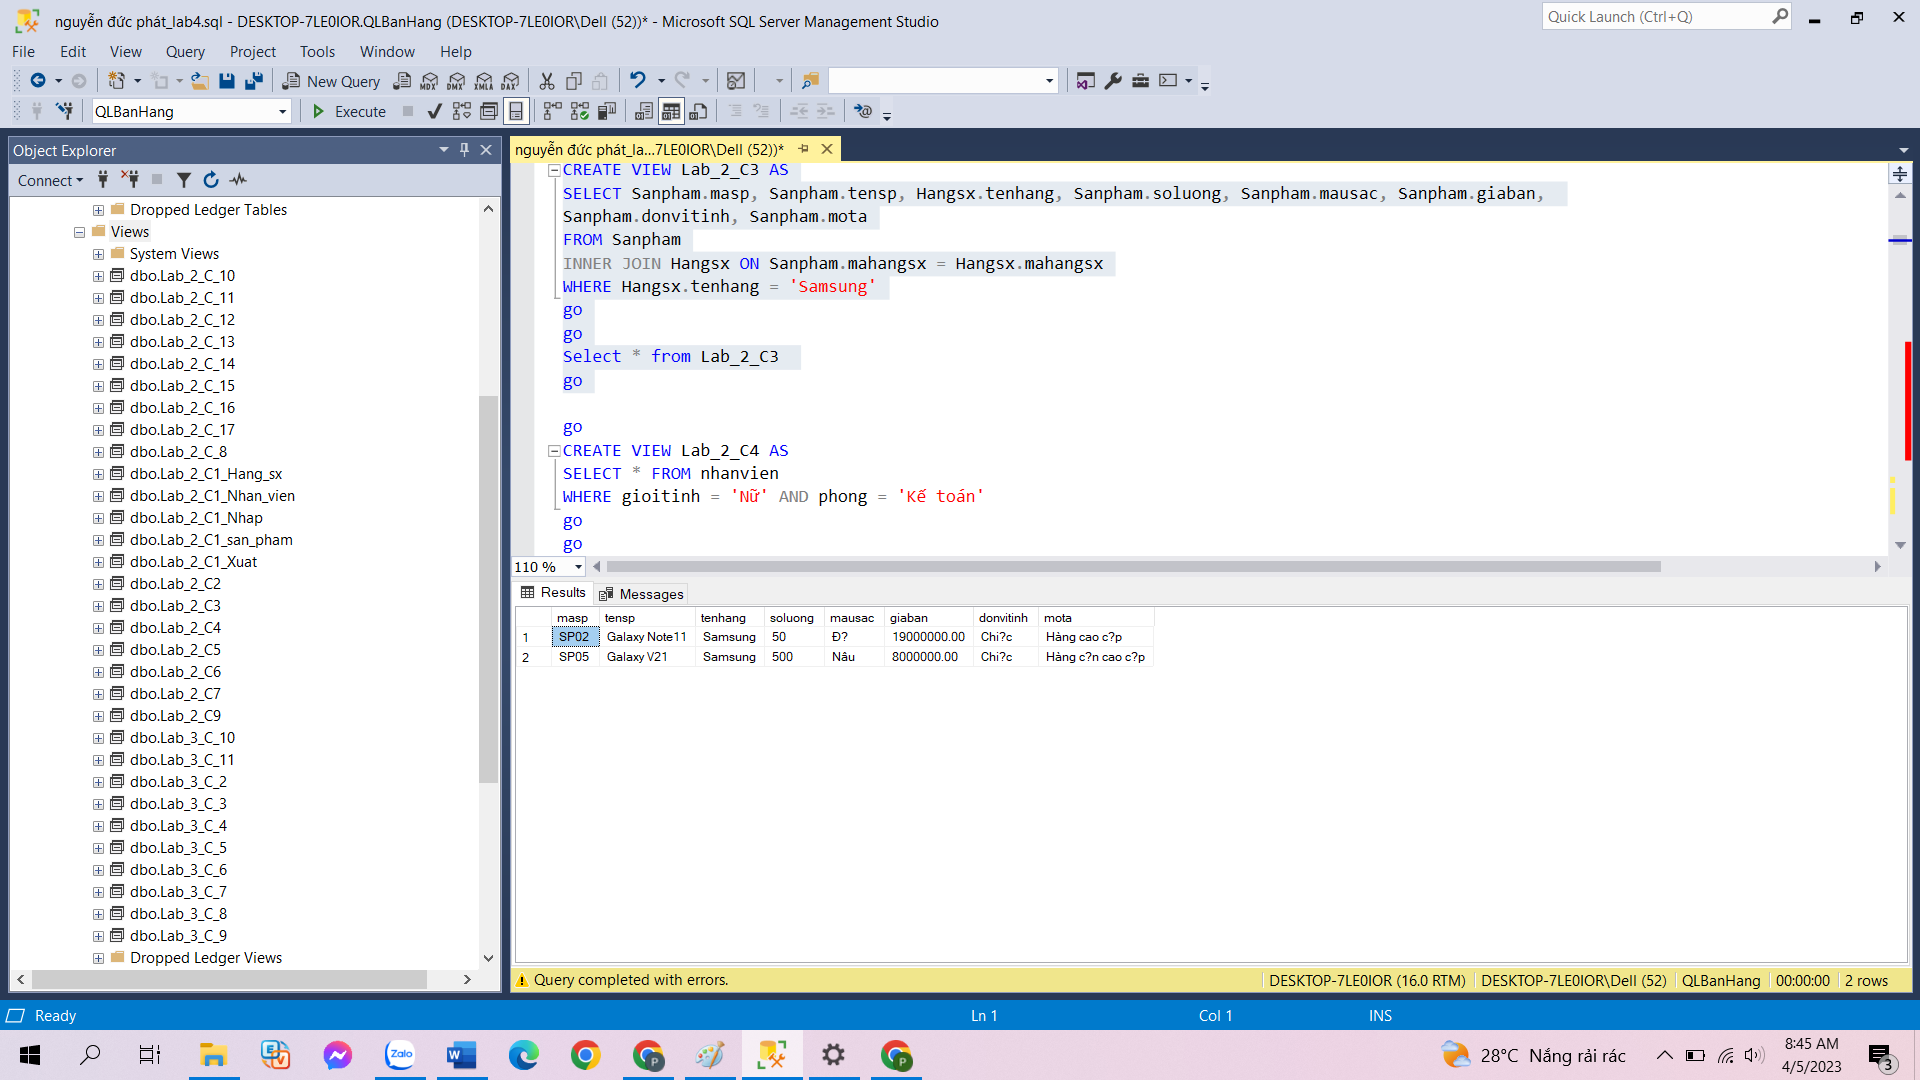 nguyễn đức phát_lab4.sql - DESKTOP-7LE0IOR.QLBanHang (DESKTOP-7LE0IOR\Dell (52))* - Microsoft SQL Server Management Studio
Quick Launch (Ctrl+Q)
File Edit View Query Project Tools Window Help
New Query MDX DMX XMLA DAX
QLBanHang Execute
Object Explorer
Connect
Dropped Ledger Tables
Views
System Views
dbo.Lab_2_C_10
dbo.Lab_2_C_11
dbo.Lab_2_C_12
dbo.Lab_2_C_13
dbo.Lab_2_C_14
dbo.Lab_2_C_15
dbo.Lab_2_C_16
dbo.Lab_2_C_17
dbo.Lab_2_C_8
dbo.Lab_2_C1_Hang_sx
dbo.Lab_2_C1_Nhan_vien
dbo.Lab_2_C1_Nhap
dbo.Lab_2_C1_san_pham
dbo.Lab_2_C1_Xuat
dbo.Lab_2_C2
dbo.Lab_2_C3
dbo.Lab_2_C4
dbo.Lab_2_C5
dbo.Lab_2_C6
dbo.Lab_2_C7
dbo.Lab_2_C9
dbo.Lab_3_C_10
dbo.Lab_3_C_11
dbo.Lab_3_C_2
dbo.Lab_3_C_3
dbo.Lab_3_C_4
dbo.Lab_3_C_5
dbo.Lab_3_C_6
dbo.Lab_3_C_7
dbo.Lab_3_C_8
dbo.Lab_3_C_9
Dropped Ledger Views
nguyễn đức phát_la...7LE0IOR\Dell (52))*
CREATE VIEW Lab_2_C3 AS
SELECT Sanpham.masp, Sanpham.tensp, Hangsx.tenhang, Sanpham.soluong, Sanpham.mausac, Sanpham.giaban,
Sanpham.donvitinh, Sanpham.mota
FROM Sanpham
INNER JOIN Hangsx ON Sanpham.mahangsx = Hangsx.mahangsx
WHERE Hangsx.tenhang = 'Samsung'
go
go
Select * from Lab_2_C3
go
go
CREATE VIEW Lab_2_C4 AS
SELECT * FROM nhanvien
WHERE gioitinh = 'Nữ' AND phong = 'Kế toán'
go
go
110 %
Results Messages
masp tensp tenhang soluong mausac giaban donvitinh mota
1 SP02 Galaxy Note11 Samsung 50 Đ? 19000000.00 Chi?c Hàng cao c?p
2 SP05 Galaxy V21 Samsung 500 Nâu 8000000.00 Chi?c Hàng c?n cao c?p
Query completed with errors. DESKTOP-7LE0IOR (16.0 RTM) DESKTOP-7LE0IOR\Dell (52) QLBanHang 00:00:00 2 rows
Ready Ln 1 Col 1 INS
Zalo
28°C Nắng rải rác
8:45 AM
4/5/2023
3